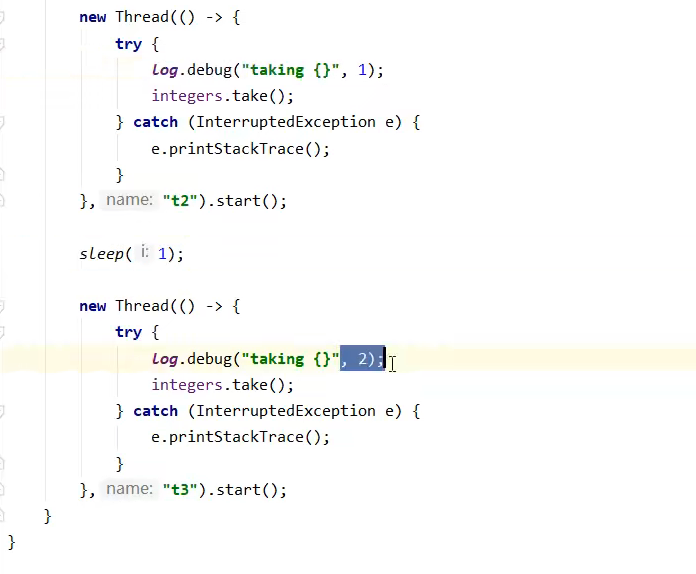 new Thread(() -> {
try {
log.debug("taking {}", 1);
integers.take();
} catch (InterruptedException e) {
e.printStackTrace();
}
}, name: "t2").start();
sleep( i: 1);
new Thread(() -> {
try {
log.debug("taking {}", 2);
integers.take();
} catch (InterruptedException e) {
e.printStackTrace();
}
}, name: "t3").start();
}
}